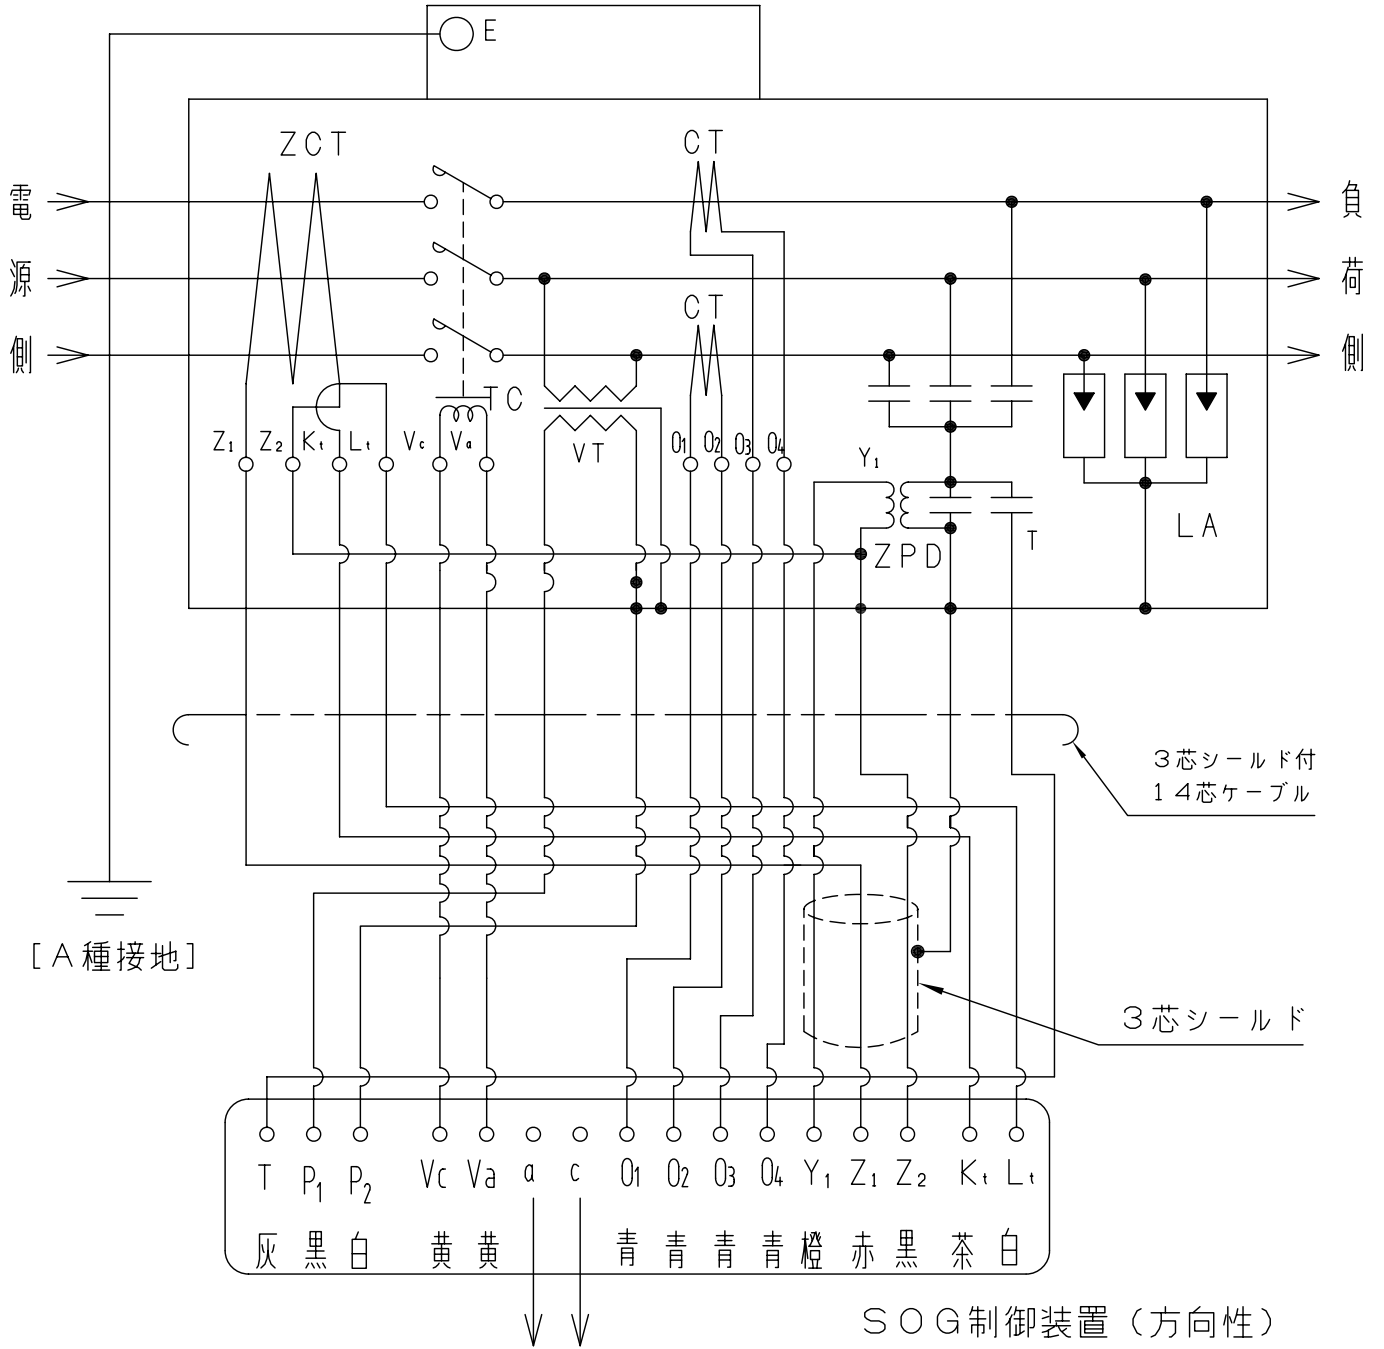 E
ZCT
CT
電
負
源
荷
CT
側
側
TC
Z1 Z2 Kt Lt Vc Va
VT
O1 O2 O3 O4
Y1
LA
T
ZPD
3芯シールド付
14芯ケーブル
[A種接地]
3芯シールド
T P1 P2 Vc Va a c O1 O2 O3 O4 Y1 Z1 Z2 Kt Lt
灰 黒 白 黄 黄 青 青 青 青 橙 赤 黒 茶 白
SOG制御装置(方向性)